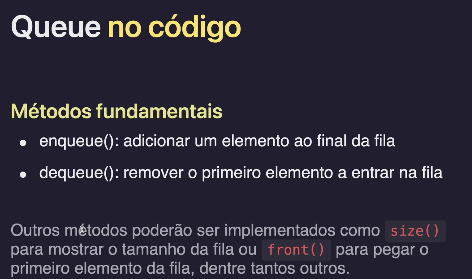 Queue no código
Métodos fundamentais
• enqueue(): adicionar um elemento ao final da fila
• dequeue(): remover o primeiro elemento a entrar na fila
Outros métodos poderão ser implementados como size()
para mostrar o tamanho da fila ou front() para pegar o
primeiro elemento da fila, dentre tantos outros.